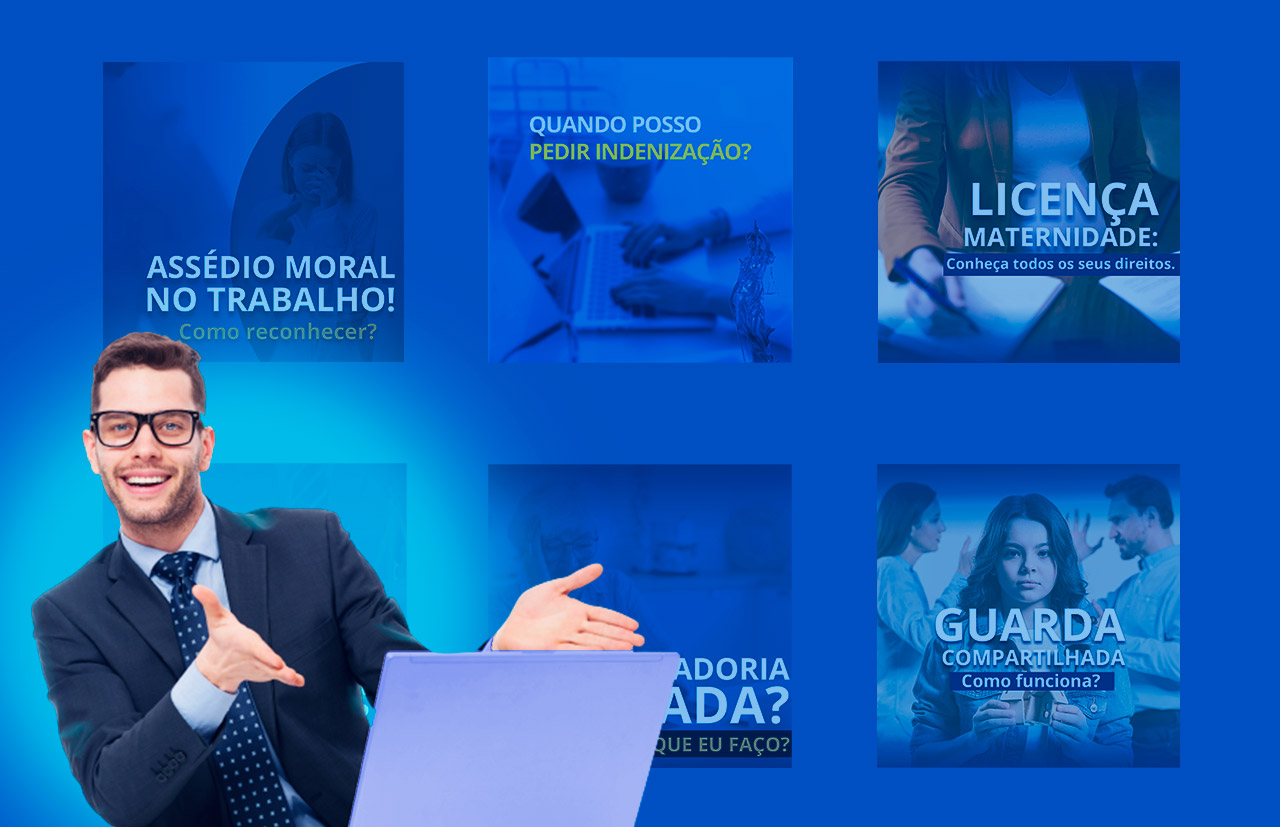 ASSÉDIO MORAL
NO TRABALHO!
Como reconhecer?
QUANDO POSSO
PEDIR INDENIZAÇÃO?
LICENÇA
MATERNIDADE:
Conheça todos os seus direitos.
ADORIA
ADA?
QUE EU FAÇO?
GUARDA
COMPARTILHADA
Como funciona?